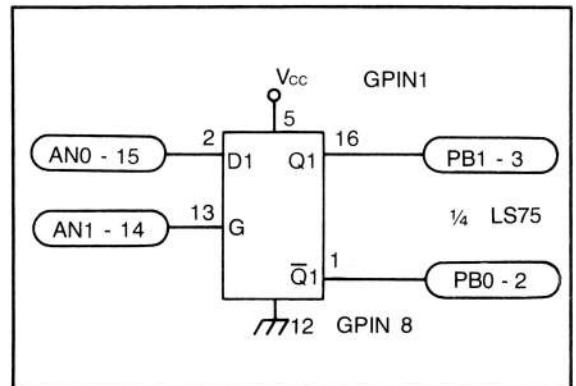 Vcc GPIN1
5
AN0 - 15 2 D1 Q1 16 PB1 - 3
AN1 - 14 13 G ¼ LS75
Q̅1 1 PB0 - 2
12 GPIN 8